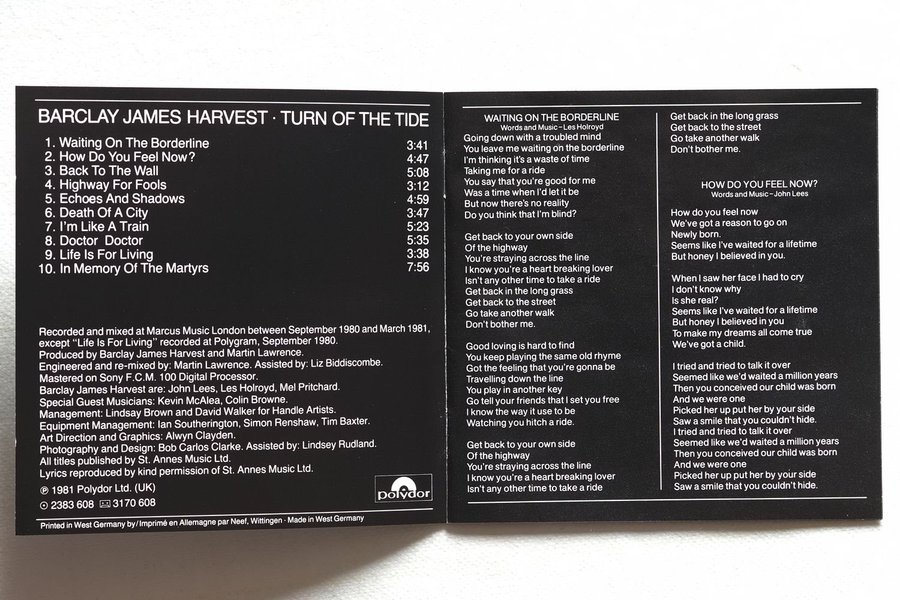 BARCLAY JAMES HARVEST · TURN OF THE TIDE
1. Waiting On The Borderline 3:41
2. How Do You Feel Now? 4:47
3. Back To The Wall 5:08
4. Highway For Fools 3:12
5. Echoes And Shadows 4:59
6. Death Of A City 3:47
7. I'm Like A Train 5:23
8. Doctor Doctor 5:35
9. Life Is For Living 3:38
10. In Memory Of The Martyrs 7:56
Recorded and mixed at Marcus Music London between September 1980 and March 1981,
except "Life Is For Living" recorded at Polygram, September 1980.
Produced by Barclay James Harvest and Martin Lawrence.
Engineered and re-mixed by: Martin Lawrence. Assisted by: Liz Biddiscombe.
Mastered on Sony F.C.M. 100 Digital Processor.
Barclay James Harvest are: John Lees, Les Holroyd, Mel Pritchard.
Special Guest Musicians: Kevin McAlea, Colin Browne.
Management: Lindsay Brown and David Walker for Handle Artists.
Equipment Management: Ian Southerington, Simon Renshaw, Tim Baxter.
Art Direction and Graphics: Alwyn Clayden.
Photography and Design: Bob Carlos Clarke. Assisted by: Lindsey Rudland.
All titles published by St. Annes Music Ltd.
Lyrics reproduced by kind permission of St. Annes Music Ltd.
℗ 1981 Polydor Ltd. (UK)
2383 608 3170 608
polydor
Printed in West Germany by/Imprimé en Allemagne par Neef, Wittingen · Made in West Germany
WAITING ON THE BORDERLINE
Words and Music – Les Holroyd
Going down with a troubled mind
You leave me waiting on the borderline
I'm thinking it's a waste of time
Taking me for a ride
You say that you're good for me
Was a time when I'd let it be
But now there's no reality
Do you think that I'm blind?
Get back to your own side
Of the highway
You're straying across the line
I know you're a heart breaking lover
Isn't any other time to take a ride
Get back in the long grass
Get back to the street
Go take another walk
Don't bother me.
Good loving is hard to find
You keep playing the same old rhyme
Got the feeling that you're gonna be
Travelling down the line
You play in another key
Go tell your friends that I set you free
I know the way it use to be
Watching you hitch a ride.
Get back to your own side
Of the highway
You're straying across the line
I know you're a heart breaking lover
Isn't any other time to take a ride
Get back in the long grass
Get back to the street
Go take another walk
Don't bother me.
HOW DO YOU FEEL NOW?
Words and Music – John Lees
How do you feel now
We've got a reason to go on
Newly born.
Seems like I've waited for a lifetime
But honey I believed in you.
When I saw her face I had to cry
I don't know why
Is she real?
Seems like I've waited for a lifetime
But honey I believed in you
To make my dreams all come true
We've got a child.
I tried and tried to talk it over
Seemed like we'd waited a million years
Then you conceived our child was born
And we were one
Picked her up put her by your side
Saw a smile that you couldn't hide.
I tried and tried to talk it over
Seemed like we'd waited a million years
Then you conceived our child was born
And we were one
Picked her up put her by your side
Saw a smile that you couldn't hide.